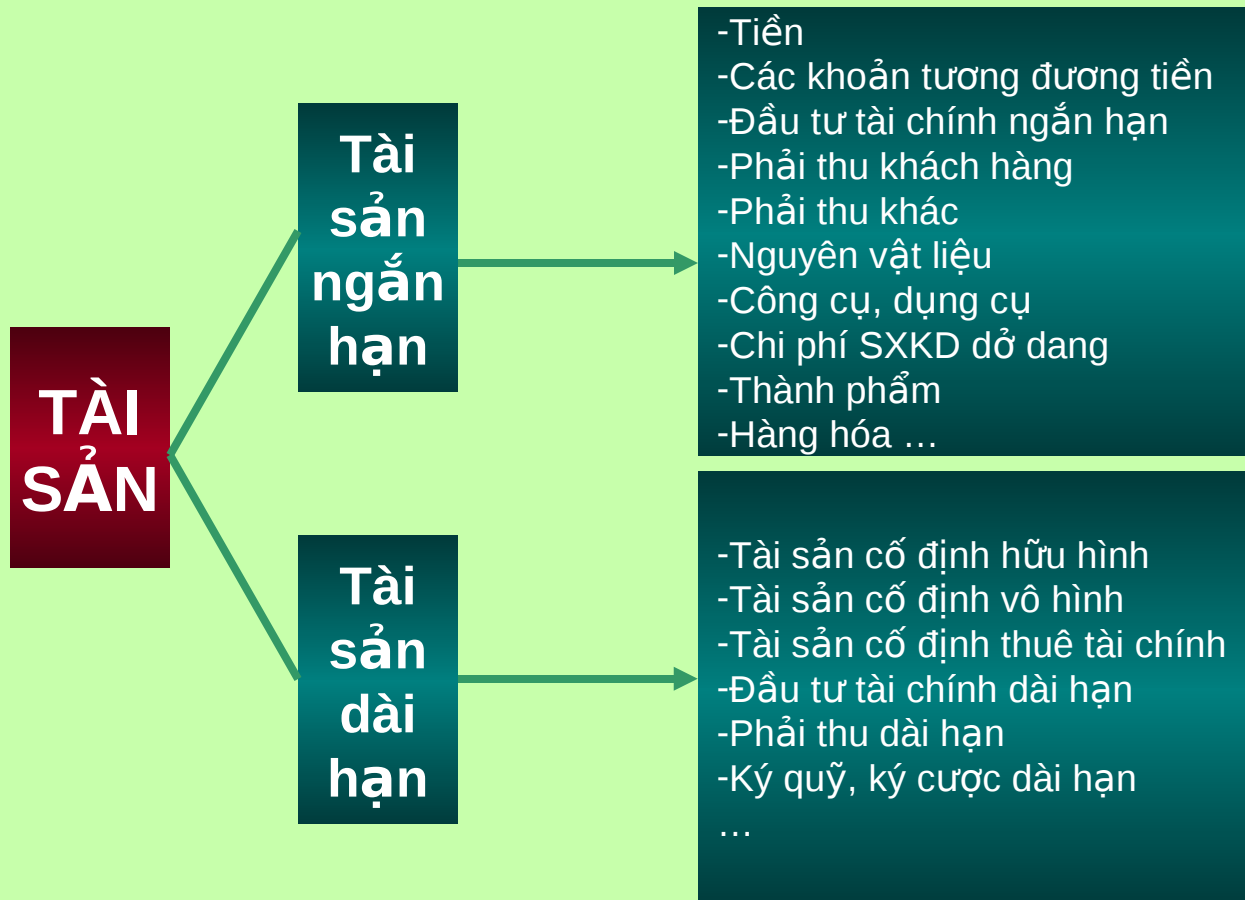 TÀI
SẢN
Tài
sản
ngắn
hạn
-Tiền
-Các khoản tương đương tiền
-Đầu tư tài chính ngắn hạn
-Phải thu khách hàng
-Phải thu khác
-Nguyên vật liệu
-Công cụ, dụng cụ
-Chi phí SXKD dở dang
-Thành phẩm
-Hàng hóa …
Tài
sản
dài
hạn
-Tài sản cố định hữu hình
-Tài sản cố định vô hình
-Tài sản cố định thuê tài chính
-Đầu tư tài chính dài hạn
-Phải thu dài hạn
-Ký quỹ, ký cược dài hạn
…